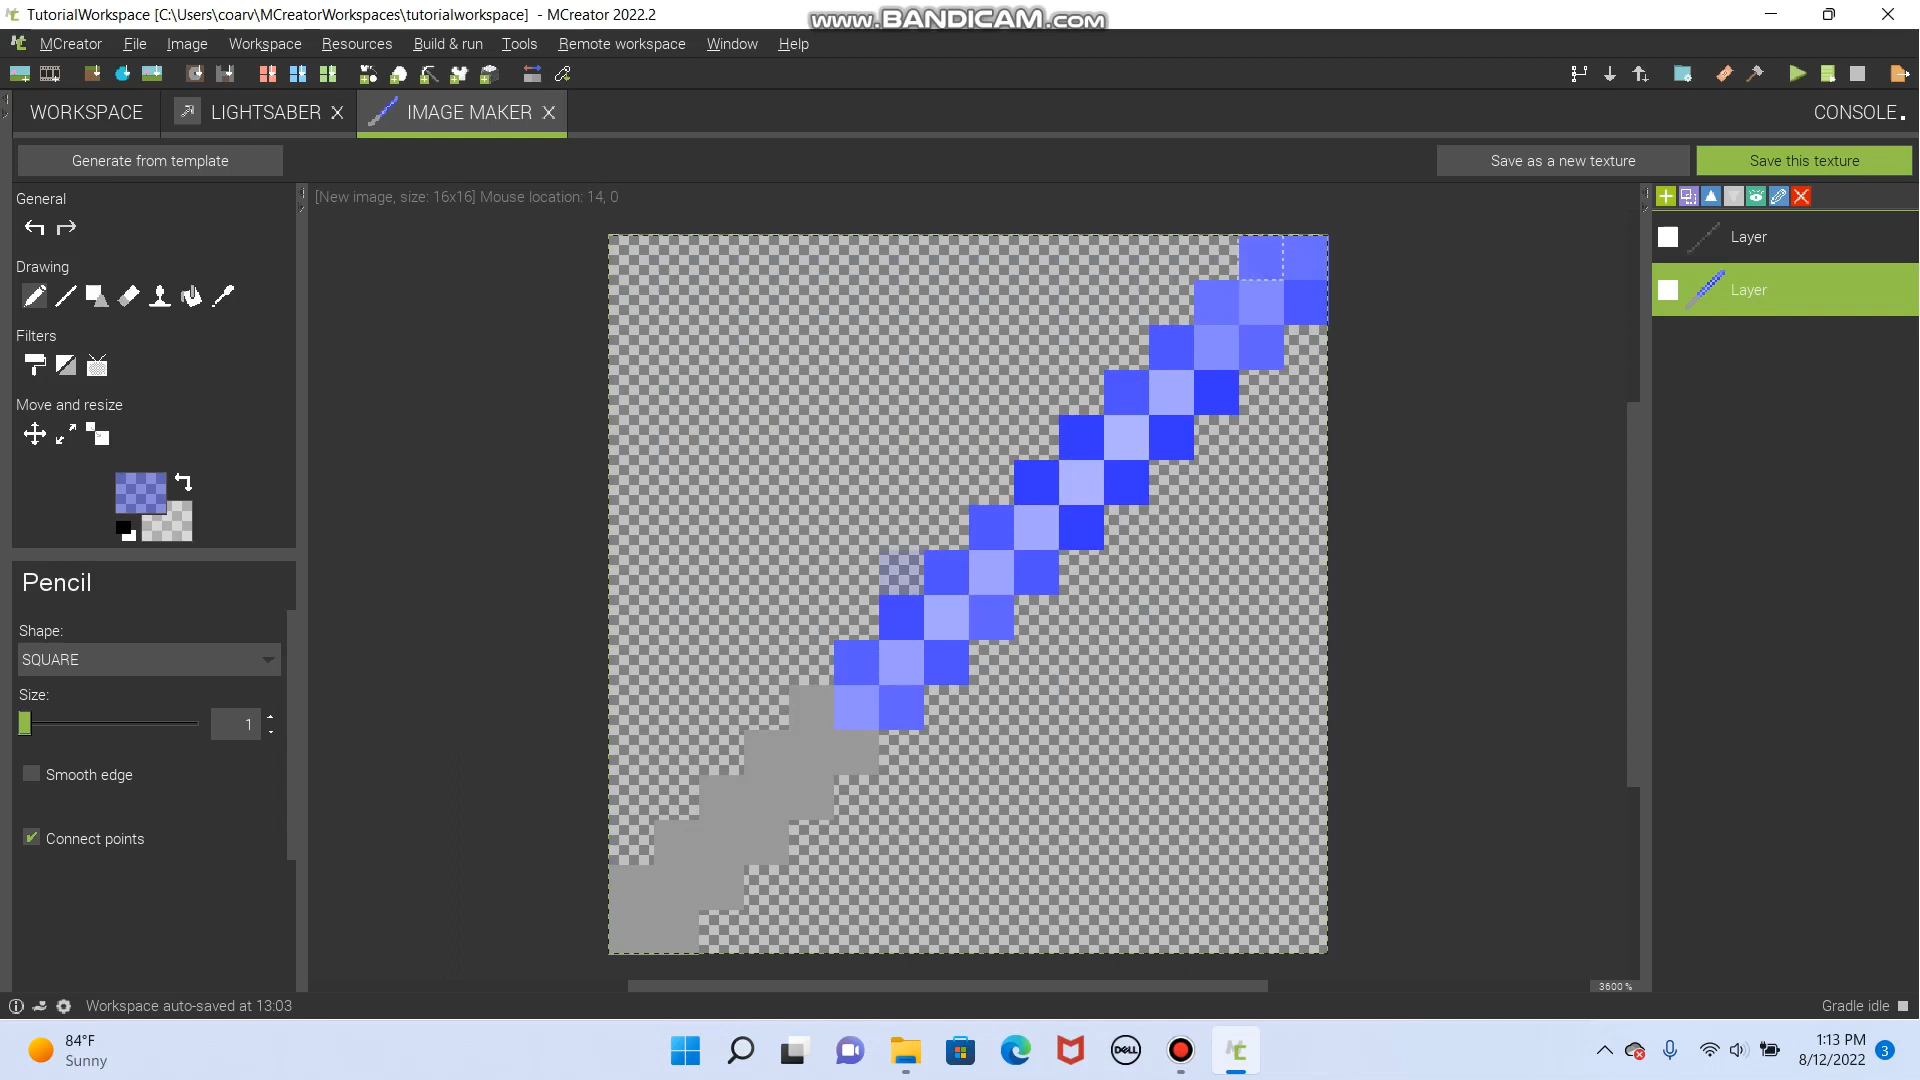 TutorialWorkspace [C:\Users\coarv\MCreatorWorkspaces\tutorialworkspace] - MCreator 2022.2
www.BANDICAM.com
MCreator File Image Workspace Resources Build & run Tools Remote workspace Window Help
WORKSPACE LIGHTSABER IMAGE MAKER CONSOLE
Generate from template Save as a new texture Save this texture
General
[New image, size: 16x16] Mouse location: 14, 0
Layer
Drawing
Layer
Filters
Move and resize
Pencil
Shape:
SQUARE
Size:
1
Smooth edge
Connect points
3600 %
Workspace auto-saved at 13:03
Gradle idle
84°F
Sunny
DELL
1:13 PM
8/12/2022
3